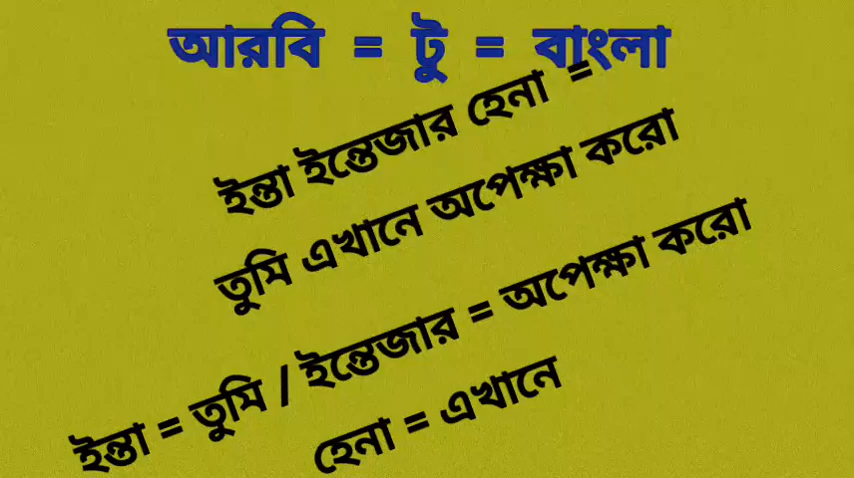 আরবি = টু = বাংলা
ইন্তা ইন্তেজার হেনা =
তুমি এখানে অপেক্ষা করো
ইন্তা = তুমি / ইন্তেজার = অপেক্ষা করো
হেনা = এখানে